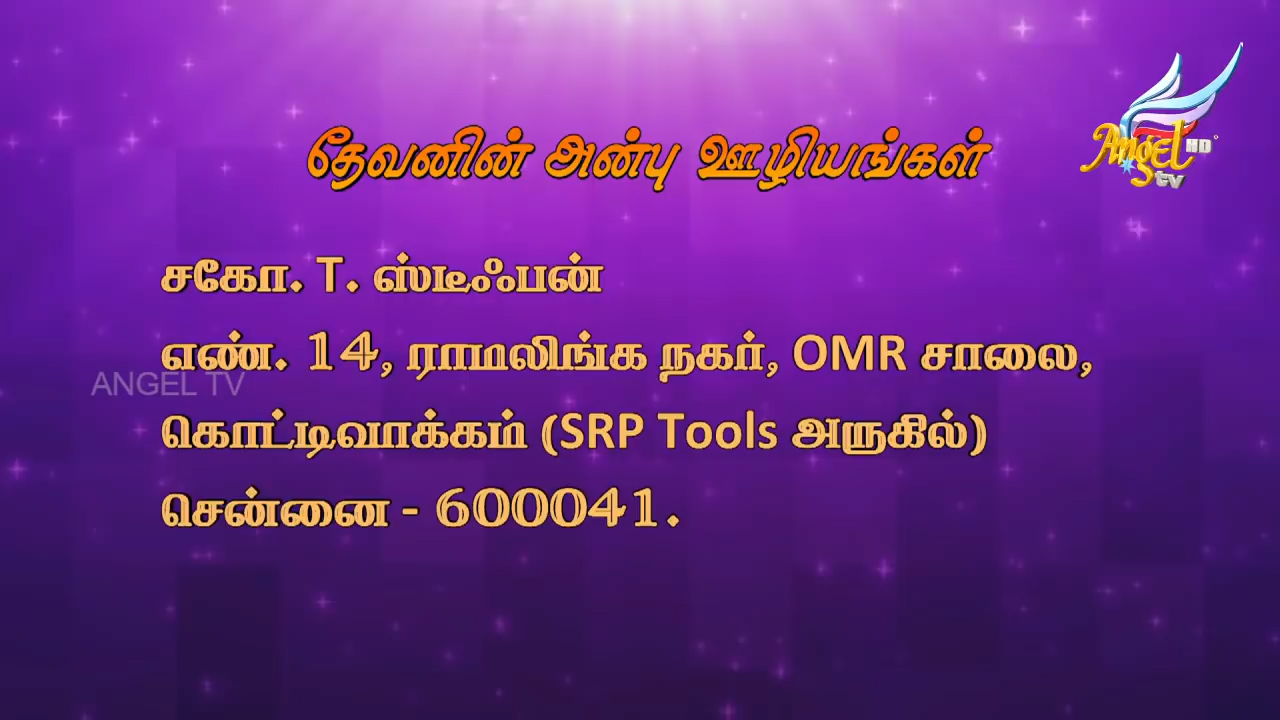 தேவனின் அன்பு ஊழியங்கள்
Angel HD
tv
சகோ. T. ஸ்டீஃபன்
எண். 14, ராமலிங்க நகர், OMR சாலை,
ANGEL TV
கொட்டிவாக்கம் (SRP Tools அருகில்)
சென்னை - 600041.